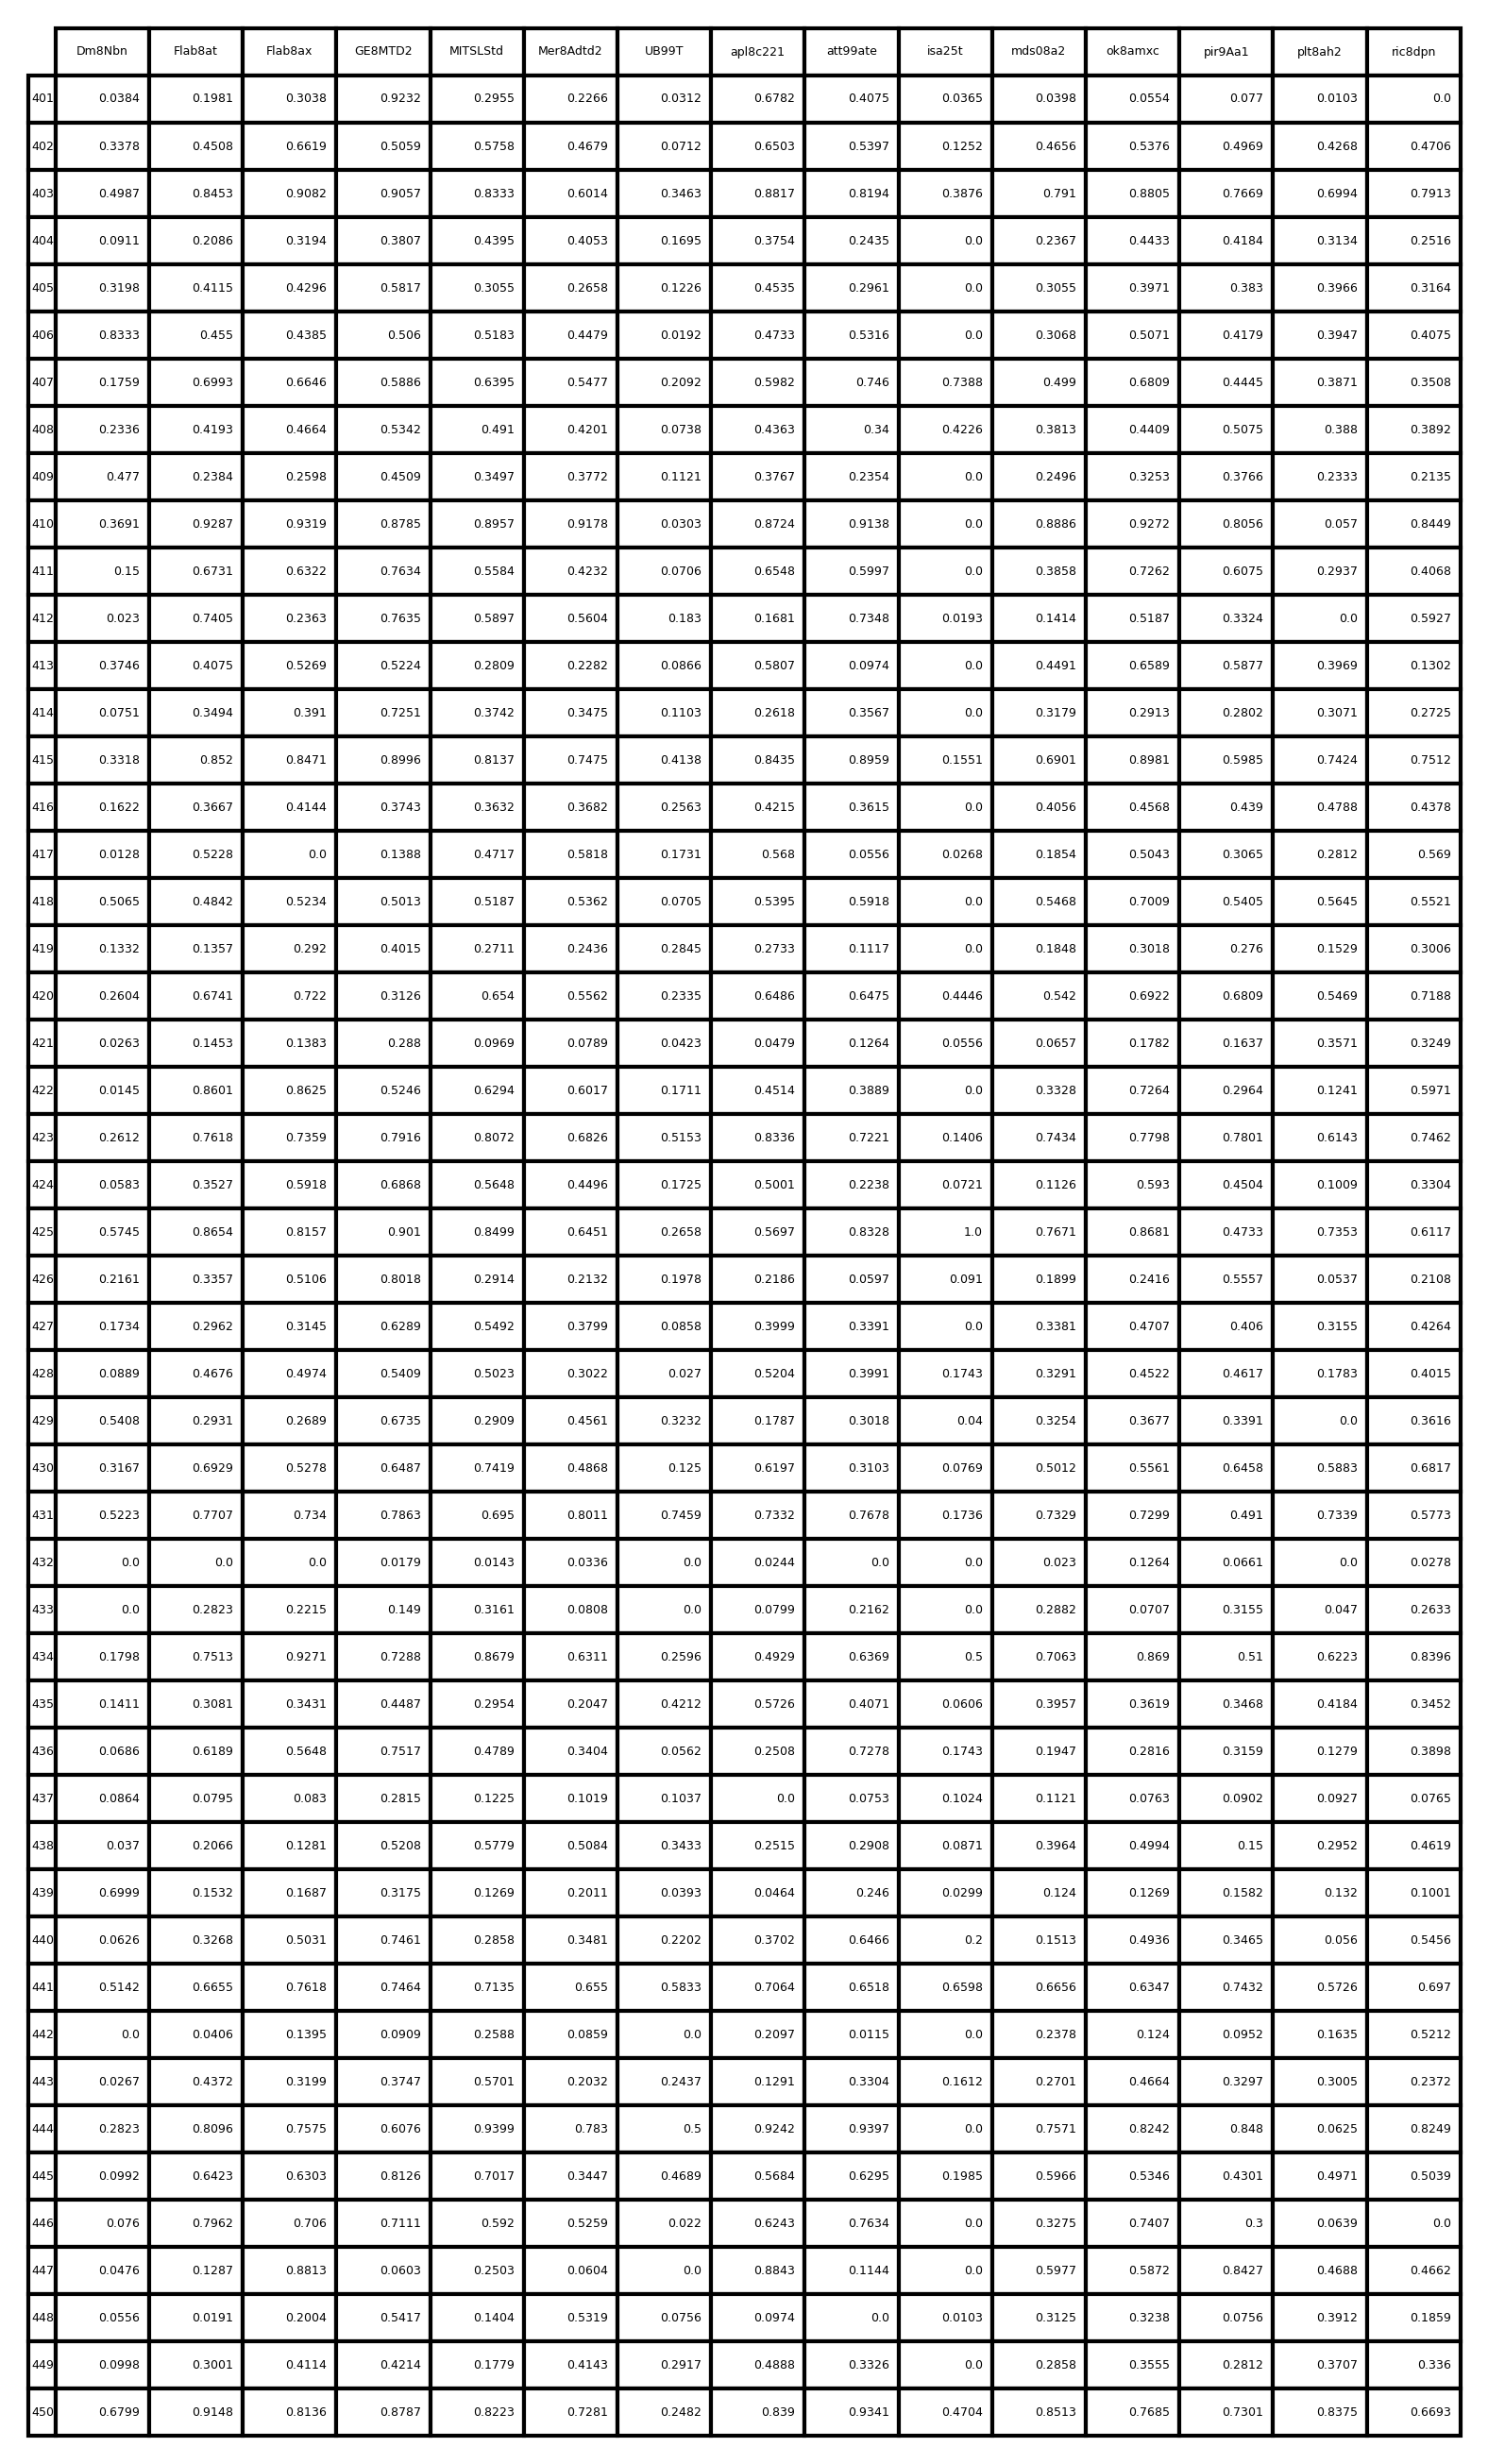 Dm8Nbn Flab8at Flab8ax GE8MTD2 MITSLStd Mer8Adtd2 UB99T apl8c221 att99ate isa25t mds08a2 ok8amxc pir9Aa1 plt8ah2 ric8dpn
401 0.0384 0.1981 0.3038 0.9232 0.2955 0.2266 0.0312 0.6782 0.4075 0.0365 0.0398 0.0554 0.077 0.0103 0.0
402 0.3378 0.4508 0.6619 0.5059 0.5758 0.4679 0.0712 0.6503 0.5397 0.1252 0.4656 0.5376 0.4969 0.4268 0.4706
403 0.4987 0.8453 0.9082 0.9057 0.8333 0.6014 0.3463 0.8817 0.8194 0.3876 0.791 0.8805 0.7669 0.6994 0.7913
404 0.0911 0.2086 0.3194 0.3807 0.4395 0.4053 0.1695 0.3754 0.2435 0.0 0.2367 0.4433 0.4184 0.3134 0.2516
405 0.3198 0.4115 0.4296 0.5817 0.3055 0.2658 0.1226 0.4535 0.2961 0.0 0.3055 0.3971 0.383 0.3966 0.3164
406 0.8333 0.455 0.4385 0.506 0.5183 0.4479 0.0192 0.4733 0.5316 0.0 0.3068 0.5071 0.4179 0.3947 0.4075
407 0.1759 0.6993 0.6646 0.5886 0.6395 0.5477 0.2092 0.5982 0.746 0.7388 0.499 0.6809 0.4445 0.3871 0.3508
408 0.2336 0.4193 0.4664 0.5342 0.491 0.4201 0.0738 0.4363 0.34 0.4226 0.3813 0.4409 0.5075 0.388 0.3892
409 0.477 0.2384 0.2598 0.4509 0.3497 0.3772 0.1121 0.3767 0.2354 0.0 0.2496 0.3253 0.3766 0.2333 0.2135
410 0.3691 0.9287 0.9319 0.8785 0.8957 0.9178 0.0303 0.8724 0.9138 0.0 0.8886 0.9272 0.8056 0.057 0.8449
411 0.15 0.6731 0.6322 0.7634 0.5584 0.4232 0.0706 0.6548 0.5997 0.0 0.3858 0.7262 0.6075 0.2937 0.4068
412 0.023 0.7405 0.2363 0.7635 0.5897 0.5604 0.183 0.1681 0.7348 0.0193 0.1414 0.5187 0.3324 0.0 0.5927
413 0.3746 0.4075 0.5269 0.5224 0.2809 0.2282 0.0866 0.5807 0.0974 0.0 0.4491 0.6589 0.5877 0.3969 0.1302
414 0.0751 0.3494 0.391 0.7251 0.3742 0.3475 0.1103 0.2618 0.3567 0.0 0.3179 0.2913 0.2802 0.3071 0.2725
415 0.3318 0.852 0.8471 0.8996 0.8137 0.7475 0.4138 0.8435 0.8959 0.1551 0.6901 0.8981 0.5985 0.7424 0.7512
416 0.1622 0.3667 0.4144 0.3743 0.3632 0.3682 0.2563 0.4215 0.3615 0.0 0.4056 0.4568 0.439 0.4788 0.4378
417 0.0128 0.5228 0.0 0.1388 0.4717 0.5818 0.1731 0.568 0.0556 0.0268 0.1854 0.5043 0.3065 0.2812 0.569
418 0.5065 0.4842 0.5234 0.5013 0.5187 0.5362 0.0705 0.5395 0.5918 0.0 0.5468 0.7009 0.5405 0.5645 0.5521
419 0.1332 0.1357 0.292 0.4015 0.2711 0.2436 0.2845 0.2733 0.1117 0.0 0.1848 0.3018 0.276 0.1529 0.3006
420 0.2604 0.6741 0.722 0.3126 0.654 0.5562 0.2335 0.6486 0.6475 0.4446 0.542 0.6922 0.6809 0.5469 0.7188
421 0.0263 0.1453 0.1383 0.288 0.0969 0.0789 0.0423 0.0479 0.1264 0.0556 0.0657 0.1782 0.1637 0.3571 0.3249
422 0.0145 0.8601 0.8625 0.5246 0.6294 0.6017 0.1711 0.4514 0.3889 0.0 0.3328 0.7264 0.2964 0.1241 0.5971
423 0.2612 0.7618 0.7359 0.7916 0.8072 0.6826 0.5153 0.8336 0.7221 0.1406 0.7434 0.7798 0.7801 0.6143 0.7462
424 0.0583 0.3527 0.5918 0.6868 0.5648 0.4496 0.1725 0.5001 0.2238 0.0721 0.1126 0.593 0.4504 0.1009 0.3304
425 0.5745 0.8654 0.8157 0.901 0.8499 0.6451 0.2658 0.5697 0.8328 1.0 0.7671 0.8681 0.4733 0.7353 0.6117
426 0.2161 0.3357 0.5106 0.8018 0.2914 0.2132 0.1978 0.2186 0.0597 0.091 0.1899 0.2416 0.5557 0.0537 0.2108
427 0.1734 0.2962 0.3145 0.6289 0.5492 0.3799 0.0858 0.3999 0.3391 0.0 0.3381 0.4707 0.406 0.3155 0.4264
428 0.0889 0.4676 0.4974 0.5409 0.5023 0.3022 0.027 0.5204 0.3991 0.1743 0.3291 0.4522 0.4617 0.1783 0.4015
429 0.5408 0.2931 0.2689 0.6735 0.2909 0.4561 0.3232 0.1787 0.3018 0.04 0.3254 0.3677 0.3391 0.0 0.3616
430 0.3167 0.6929 0.5278 0.6487 0.7419 0.4868 0.125 0.6197 0.3103 0.0769 0.5012 0.5561 0.6458 0.5883 0.6817
431 0.5223 0.7707 0.734 0.7863 0.695 0.8011 0.7459 0.7332 0.7678 0.1736 0.7329 0.7299 0.491 0.7339 0.5773
432 0.0 0.0 0.0 0.0179 0.0143 0.0336 0.0 0.0244 0.0 0.0 0.023 0.1264 0.0661 0.0 0.0278
433 0.0 0.2823 0.2215 0.149 0.3161 0.0808 0.0 0.0799 0.2162 0.0 0.2882 0.0707 0.3155 0.047 0.2633
434 0.1798 0.7513 0.9271 0.7288 0.8679 0.6311 0.2596 0.4929 0.6369 0.5 0.7063 0.869 0.51 0.6223 0.8396
435 0.1411 0.3081 0.3431 0.4487 0.2954 0.2047 0.4212 0.5726 0.4071 0.0606 0.3957 0.3619 0.3468 0.4184 0.3452
436 0.0686 0.6189 0.5648 0.7517 0.4789 0.3404 0.0562 0.2508 0.7278 0.1743 0.1947 0.2816 0.3159 0.1279 0.3898
437 0.0864 0.0795 0.083 0.2815 0.1225 0.1019 0.1037 0.0 0.0753 0.1024 0.1121 0.0763 0.0902 0.0927 0.0765
438 0.037 0.2066 0.1281 0.5208 0.5779 0.5084 0.3433 0.2515 0.2908 0.0871 0.3964 0.4994 0.15 0.2952 0.4619
439 0.6999 0.1532 0.1687 0.3175 0.1269 0.2011 0.0393 0.0464 0.246 0.0299 0.124 0.1269 0.1582 0.132 0.1001
440 0.0626 0.3268 0.5031 0.7461 0.2858 0.3481 0.2202 0.3702 0.6466 0.2 0.1513 0.4936 0.3465 0.056 0.5456
441 0.5142 0.6655 0.7618 0.7464 0.7135 0.655 0.5833 0.7064 0.6518 0.6598 0.6656 0.6347 0.7432 0.5726 0.697
442 0.0 0.0406 0.1395 0.0909 0.2588 0.0859 0.0 0.2097 0.0115 0.0 0.2378 0.124 0.0952 0.1635 0.5212
443 0.0267 0.4372 0.3199 0.3747 0.5701 0.2032 0.2437 0.1291 0.3304 0.1612 0.2701 0.4664 0.3297 0.3005 0.2372
444 0.2823 0.8096 0.7575 0.6076 0.9399 0.783 0.5 0.9242 0.9397 0.0 0.7571 0.8242 0.848 0.0625 0.8249
445 0.0992 0.6423 0.6303 0.8126 0.7017 0.3447 0.4689 0.5684 0.6295 0.1985 0.5966 0.5346 0.4301 0.4971 0.5039
446 0.076 0.7962 0.706 0.7111 0.592 0.5259 0.022 0.6243 0.7634 0.0 0.3275 0.7407 0.3 0.0639 0.0
447 0.0476 0.1287 0.8813 0.0603 0.2503 0.0604 0.0 0.8843 0.1144 0.0 0.5977 0.5872 0.8427 0.4688 0.4662
448 0.0556 0.0191 0.2004 0.5417 0.1404 0.5319 0.0756 0.0974 0.0 0.0103 0.3125 0.3238 0.0756 0.3912 0.1859
449 0.0998 0.3001 0.4114 0.4214 0.1779 0.4143 0.2917 0.4888 0.3326 0.0 0.2858 0.3555 0.2812 0.3707 0.336
450 0.6799 0.9148 0.8136 0.8787 0.8223 0.7281 0.2482 0.839 0.9341 0.4704 0.8513 0.7685 0.7301 0.8375 0.6693